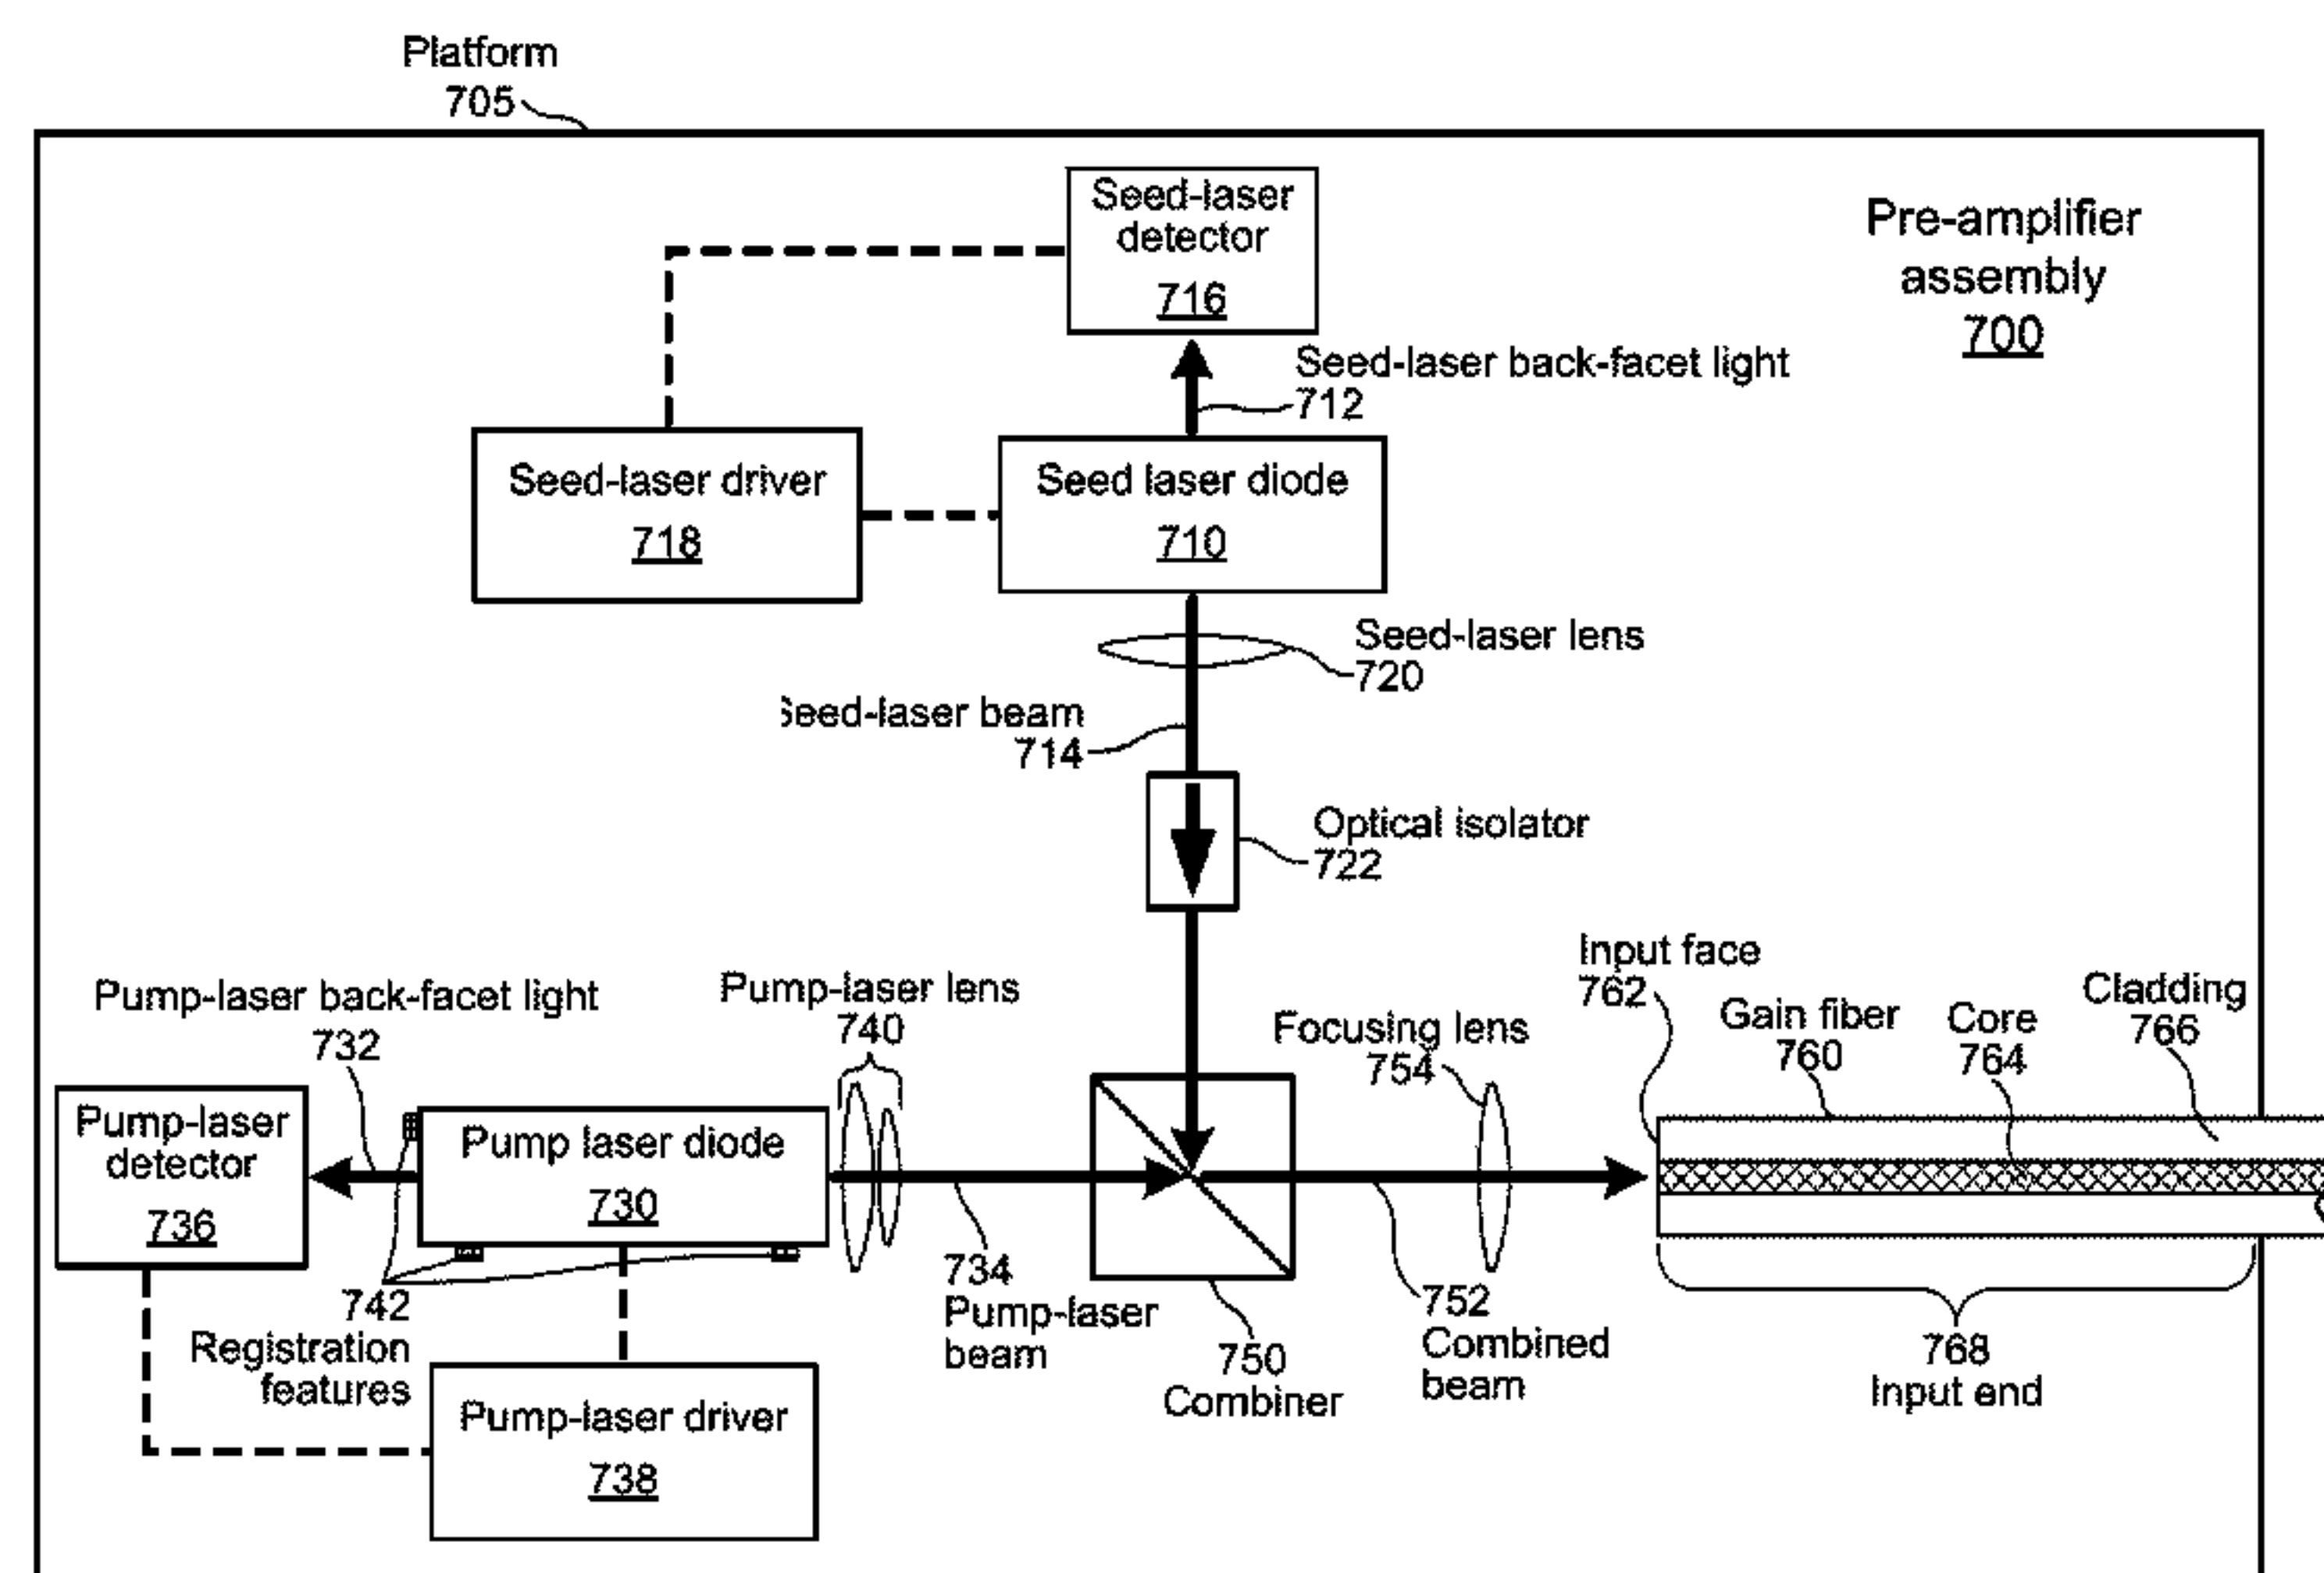 Platform
705
Seed-laser
detector
716
Pre-amplifier
assembly
700
Seed-laser back-facet light
712
Seed-laser driver
718
Seed laser diode
710
Seed-laser lens
720
Seed-laser beam
714
Optical isolator
722
Pump-laser back-facet light
732
Pump-laser lens
740
Focusing lens
754
Input face
762
Gain fiber
760
Core
764
Cladding
766
Pump-laser
detector
736
Pump laser diode
730
742
Registration
features
734
Pump-laser
beam
750
Combiner
752
Combined
beam
768
Input end
Pump-laser driver
738